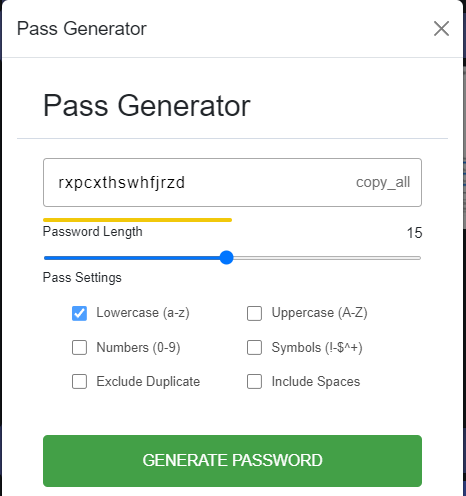 Pass Generator
Pass Generator
rxpcxthswhfjrzd copy_all
Password Length 15
Pass Settings
Lowercase (a-z) Uppercase (A-Z)
Numbers (0-9) Symbols (!-$^+)
Exclude Duplicate Include Spaces
GENERATE PASSWORD